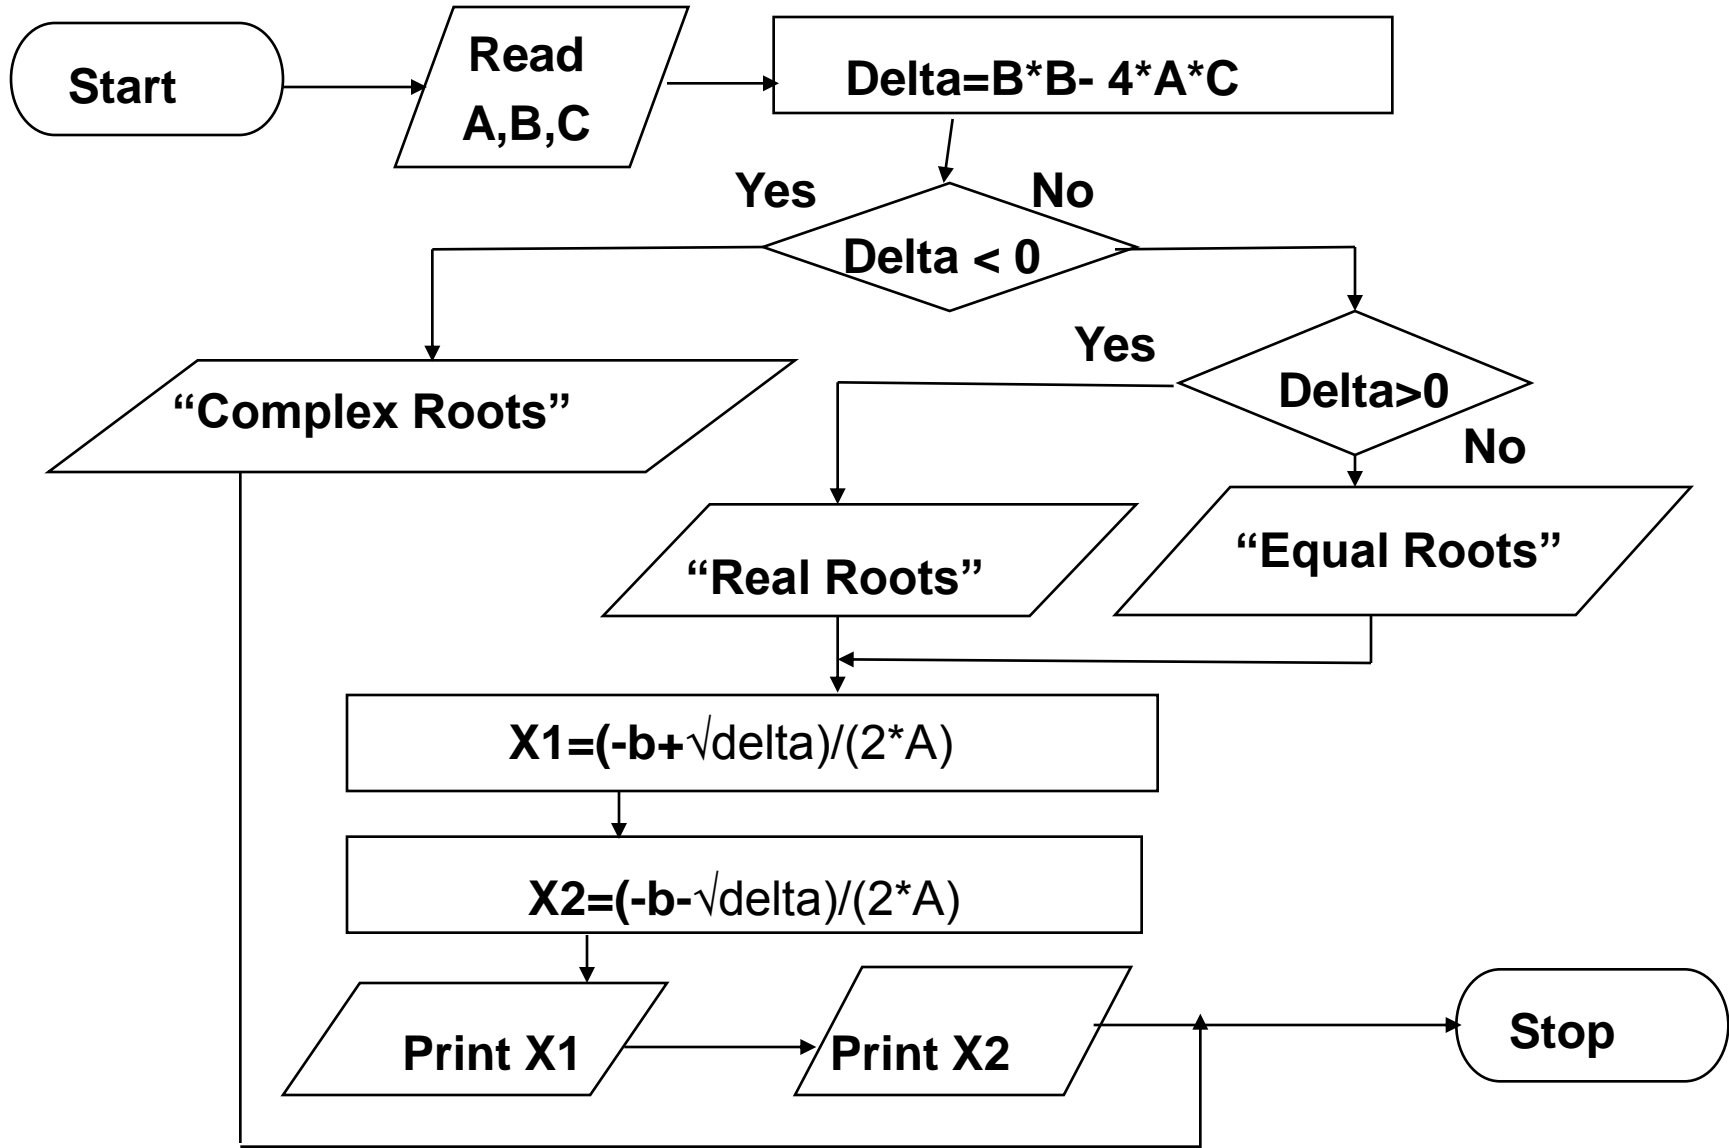 Start
Read
A,B,C
Delta=B*B- 4*A*C
Yes
No
Delta < 0
Yes
Delta>0
No
“Complex Roots”
“Real Roots”
“Equal Roots”
X1=(-b+√delta)/(2*A)
X2=(-b-√delta)/(2*A)
Print X1
Print X2
Stop